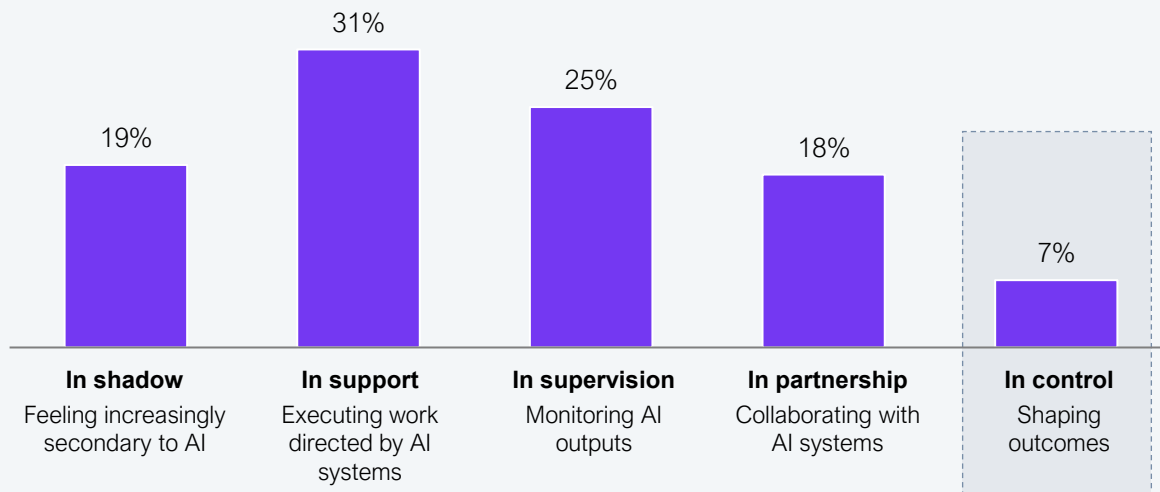 31%
25%
19%
18%
7%
In shadow
Feeling increasingly
secondary to AI
In support
Executing work
directed by AI
systems
In supervision
Monitoring AI
outputs
In partnership
Collaborating with
AI systems
In control
Shaping
outcomes